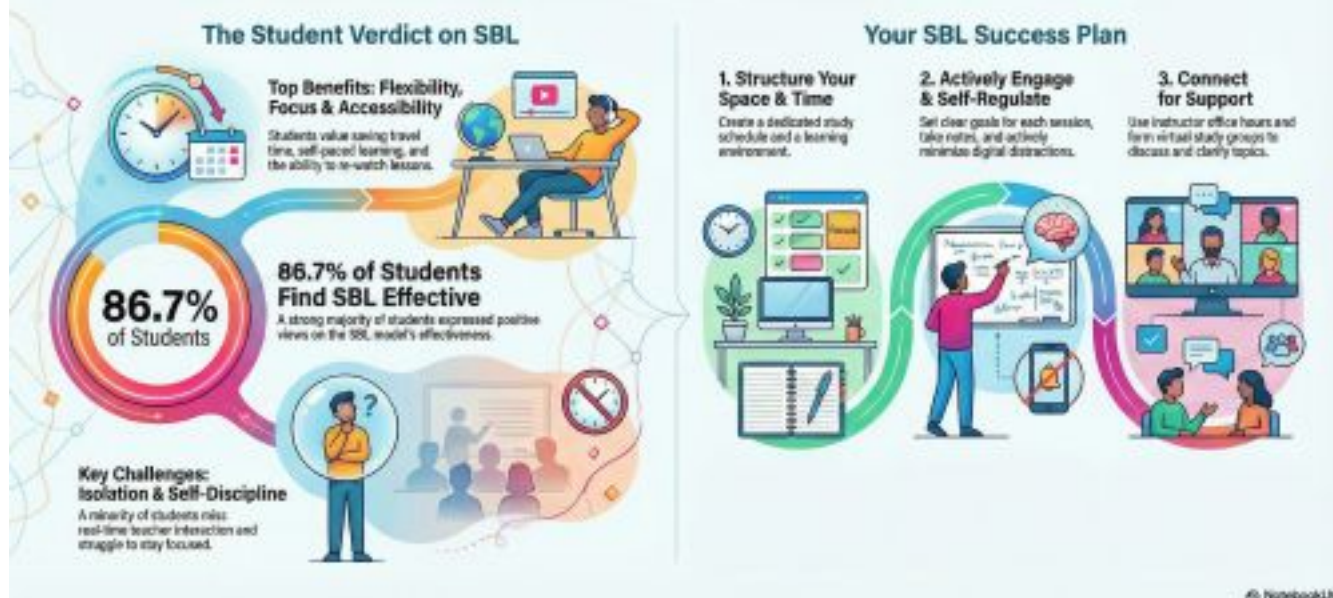 The Student Verdict on SBL
Top Benefits: Flexibility,
Focus & Accessibility
Students value saving travel
time, self-paced learning, and
the ability to re-watch lessons.
86.7%
of Students
86.7% of Students
Find SBL Effective
A strong majority of students expressed positive
views on the SBL model's effectiveness.
?
Key Challenges:
Isolation & Self-Discipline
A minority of students miss
real-time teacher interaction and
struggle to stay focused.
Your SBL Success Plan
1. Structure Your
Space & Time
Create a dedicated study
schedule and a learning
environment.
2. Actively Engage
& Self-Regulate
Set clear goals for each session,
take notes, and actively
minimize digital distractions.
3. Connect
for Support
Use instructor office hours and
form virtual study groups to
discuss and clarify topics.
Focus